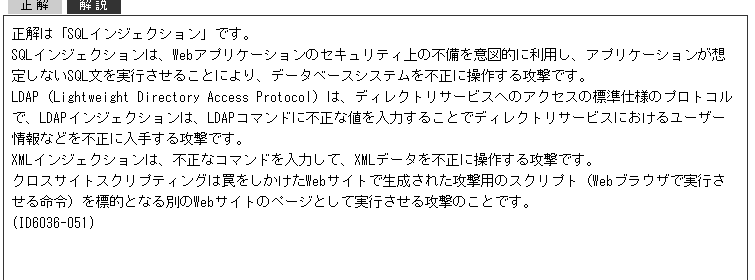 正解 解説
正解は「SQLインジェクション」です。
SQLインジェクションは、Webアプリケーションのセキュリティ上の不備を意図的に利用し、アプリケーションが想
定しないSQL文を実行させることにより、データベースシステムを不正に操作する攻撃です。
LDAP (Lightweight Directory Access Protocol) は、ディレクトリサービスへのアクセスの標準仕様のプロトコル
で、LDAPインジェクションは、LDAPコマンドに不正な値を入力することでディレクトリサービスにおけるユーザー
情報などを不正に入手する攻撃です。
XMLインジェクションは、不正なコマンドを入力して、XMLデータを不正に操作する攻撃です。
クロスサイトスクリプティングは罠をしかけたWebサイトで生成された攻撃用のスクリプト (Webブラウザで実行さ
せる命令) を標的となる別のWebサイトのページとして実行させる攻撃のことです。
(ID6036-051)